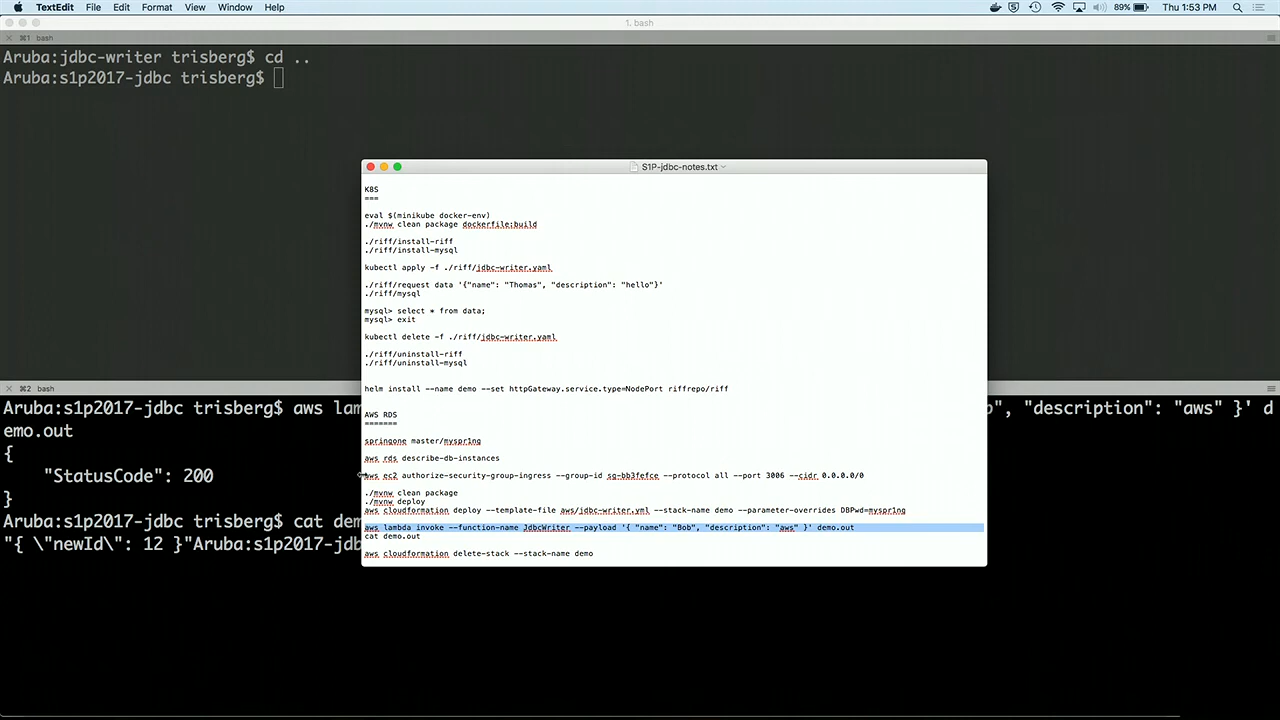 TextEdit File Edit Format View Window Help 89% Thu 1:53 PM
1. bash
⌘1 bash
Aruba:jdbc-writer trisberg$ cd ..
Aruba:s1p2017-jdbc trisberg$
S1P-jdbc-notes.txt
K8S
===
eval $(minikube docker-env)
./mvnw clean package dockerfile:build
./riff/install-riff
./riff/install-mysql
kubectl apply -f ./riff/jdbc-writer.yaml
./riff/request data '{"name": "Thomas", "description": "hello"}'
./riff/mysql
mysql> select * from data;
mysql> exit
kubectl delete -f ./riff/jdbc-writer.yaml
./riff/uninstall-riff
./riff/uninstall-mysql
helm install --name demo --set httpGateway.service.type=NodePort riffrepo/riff
AWS RDS
=======
springone master/myspr1ng
aws rds describe-db-instances
aws ec2 authorize-security-group-ingress --group-id sg-bb3fefce --protocol all --port 3006 --cidr 0.0.0.0/0
./mvnw clean package
./mvnw deploy
aws cloudformation deploy --template-file aws/jdbc-writer.yml --stack-name demo --parameter-overrides DBPwd=myspr1ng
aws lambda invoke --function-name JdbcWriter --payload '{ "name": "Bob", "description": "aws" }' demo.out
cat demo.out
aws cloudformation delete-stack --stack-name demo
⌘2 bash
Aruba:s1p2017-jdbc trisberg$ aws lam b", "description": "aws" }' d
emo.out
{
"StatusCode": 200
}
Aruba:s1p2017-jdbc trisberg$ cat dem
"{ \"newId\": 12 }"Aruba:s1p2017-jdb